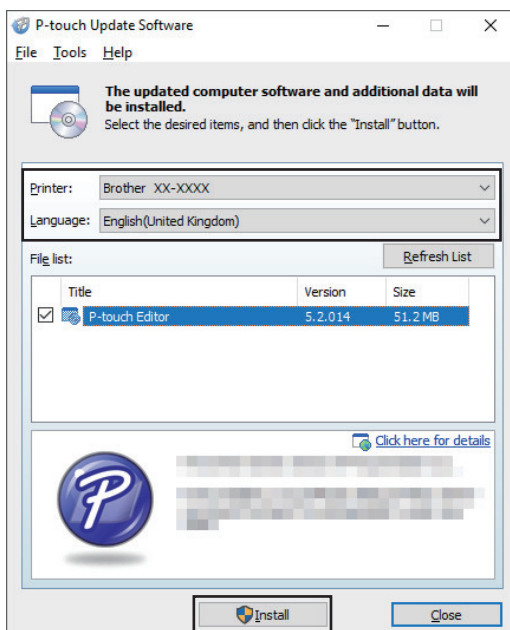 P-touch Update Software
File Tools Help
The updated computer software and additional data will
be installed.
Select the desired items, and then click the "Install" button.
Printer: Brother XX-XXXX
Language: English(United Kingdom)
File list: Refresh List
Title Version Size
P-touch Editor 5.2.014 51.2 MB
Click here for details
P
Install Close